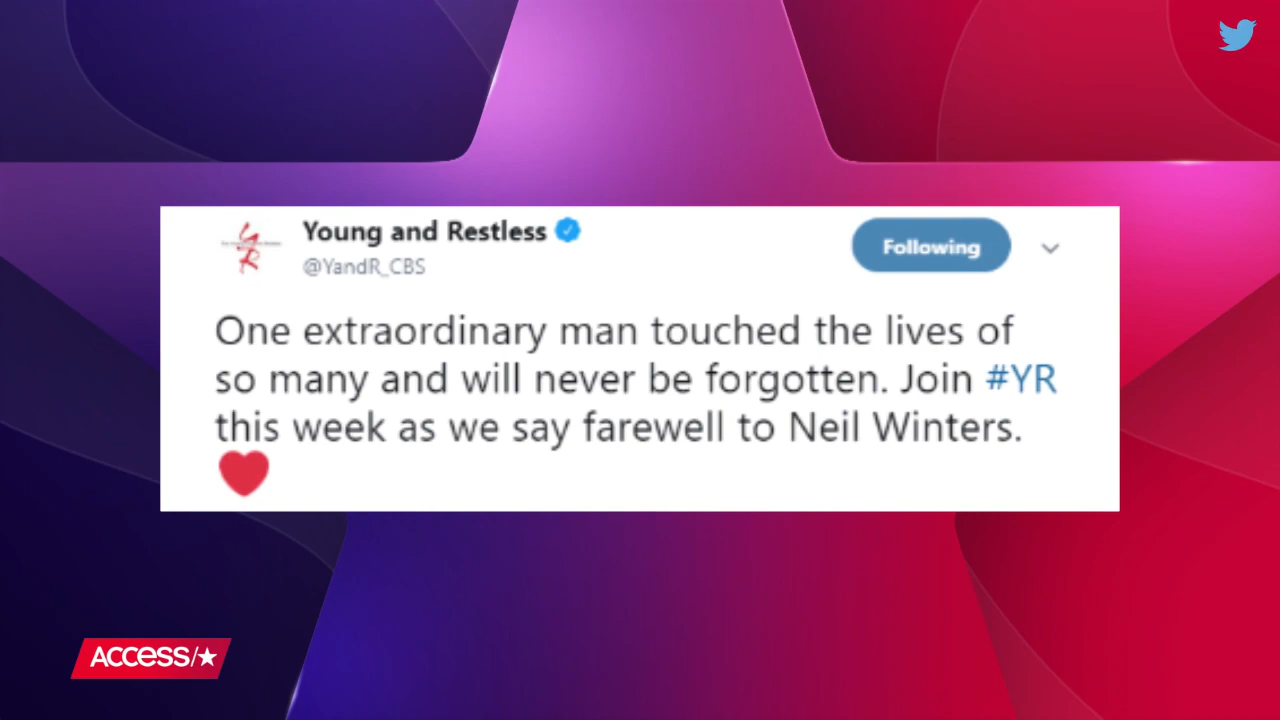 Young and Restless
@YandR_CBS
Following
One extraordinary man touched the lives of
so many and will never be forgotten. Join #YR
this week as we say farewell to Neil Winters.
ACCESS